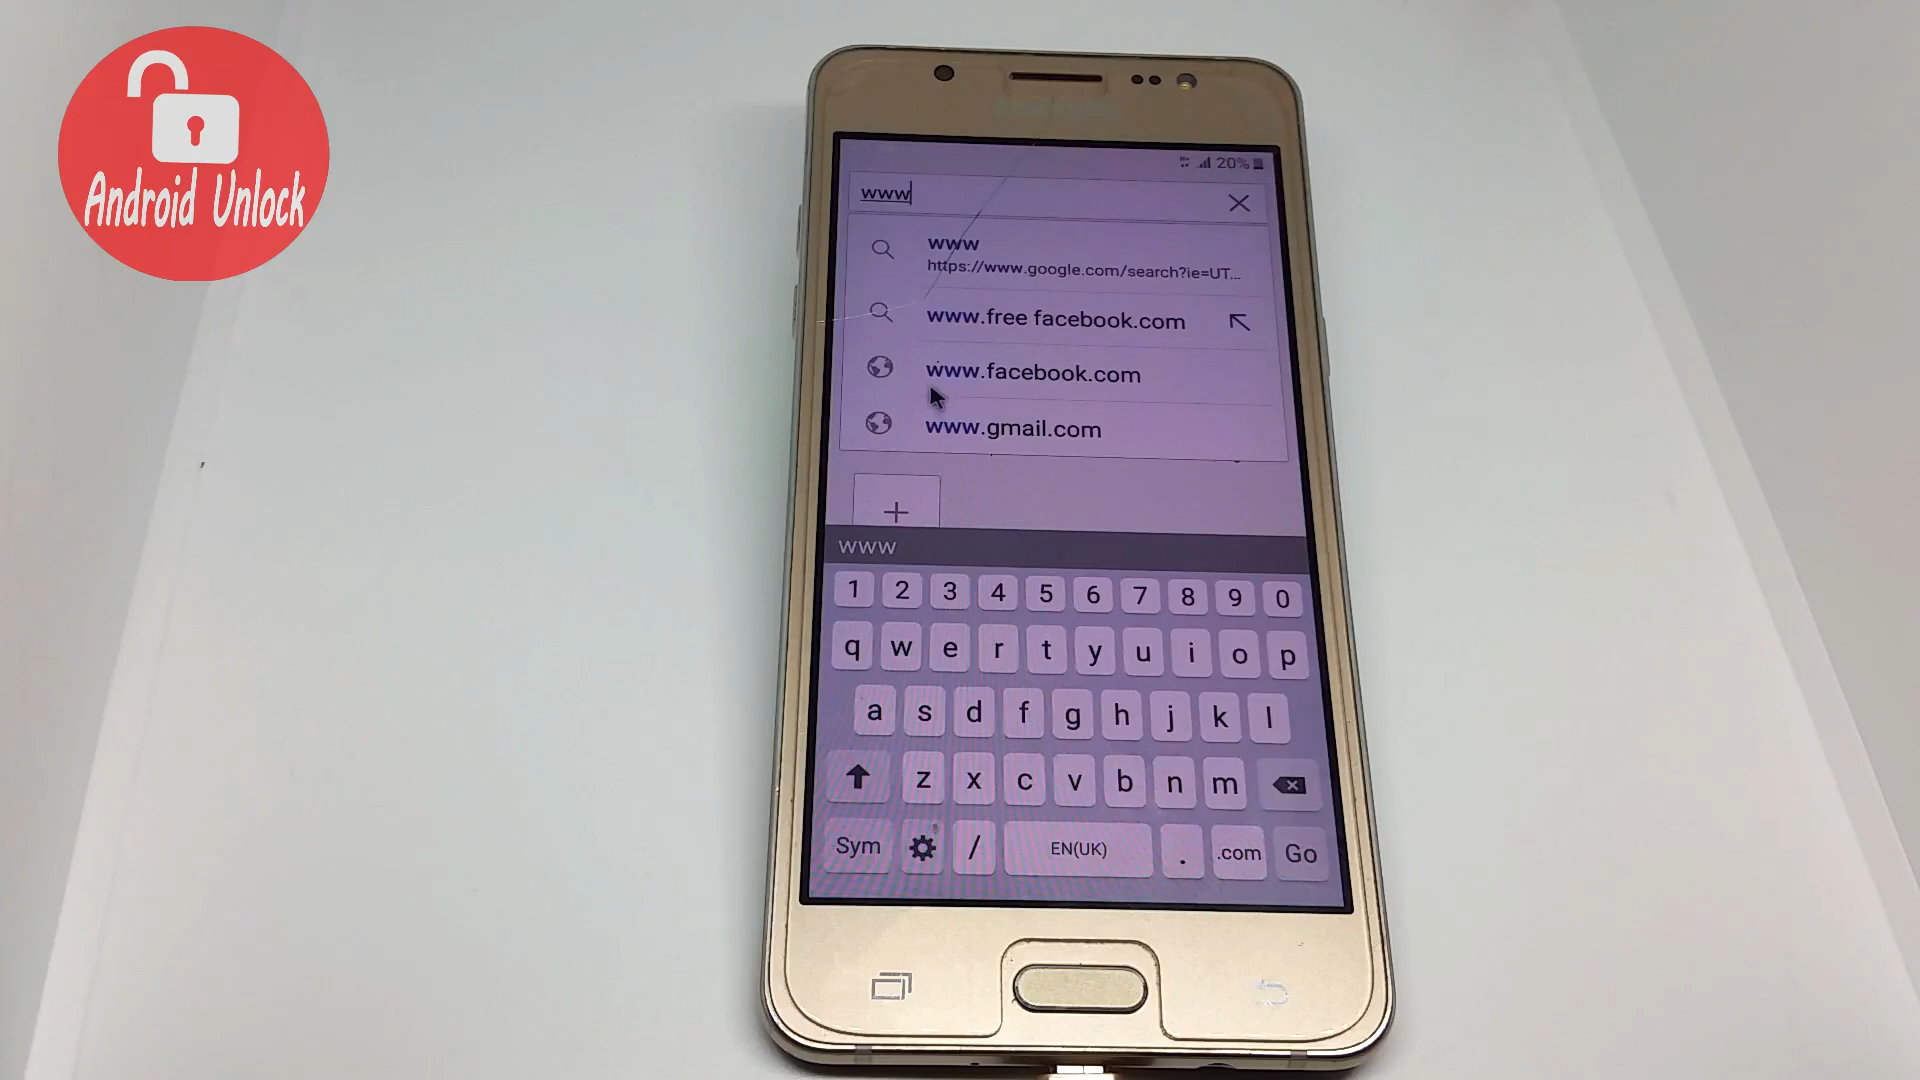 Android Unlock
20%
www
www
https://www.google.com/search?ie=UT...
www.free facebook.com
www.facebook.com
www.gmail.com
www
1 2 3 4 5 6 7 8 9 0
q w e r t y u i o p
a s d f g h j k l
z x c v b n m
Sym / EN(UK) . .com Go